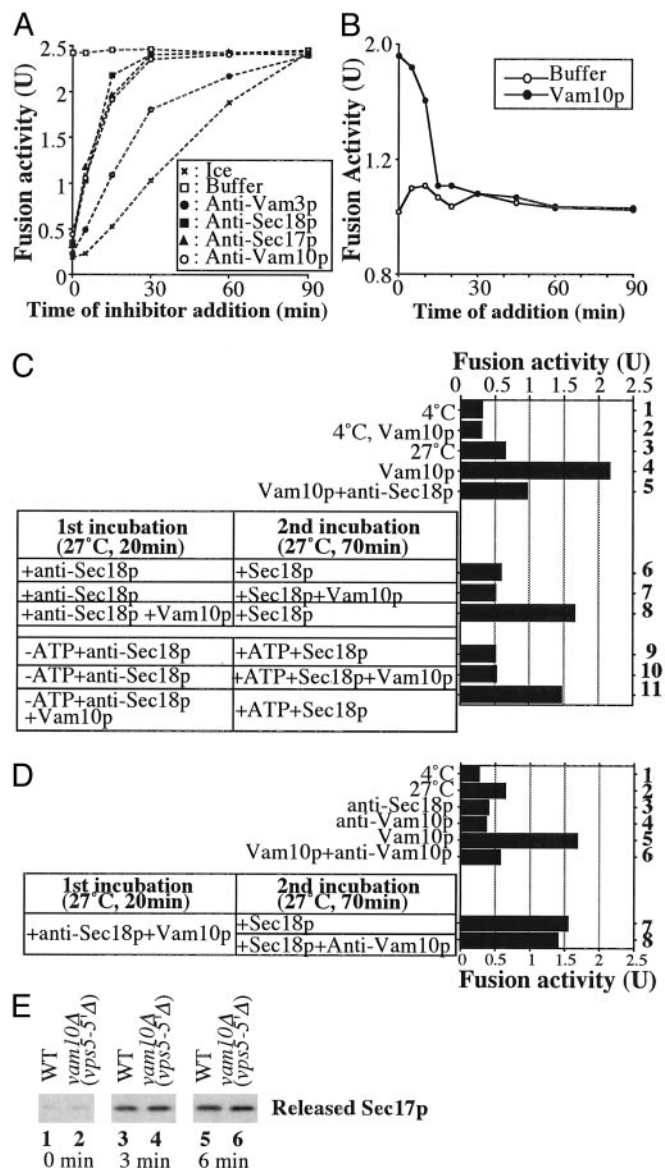 A
Fusion activity (U)
2.5
2
1.5
1
0.5
0
× : Ice
□ : Buffer
● : Anti-Vam3p
■ : Anti-Sec18p
▲ : Anti-Sec17p
○ : Anti-Vam10p
0 30 60 90
Time of inhibitor addition (min)
B
Fusion Activity (U)
2.0
1.2
0.8
Buffer
Vam10p
0 15 30 45 60 75 90
Time of addition (min)
C
Fusion activity (U)
0 0.5 1 1.5 2 2.5
4˚C 1
4˚C, Vam10p 2
27˚C 3
Vam10p 4
Vam10p+anti-Sec18p 5
1st incubation (27˚C, 20min) 2nd incubation (27˚C, 70min)
+anti-Sec18p +Sec18p 6
+anti-Sec18p +Sec18p+Vam10p 7
+anti-Sec18p +Vam10p +Sec18p 8
-ATP+anti-Sec18p +ATP+Sec18p 9
-ATP+anti-Sec18p +ATP+Sec18p+Vam10p 10
-ATP+anti-Sec18p
+Vam10p +ATP+Sec18p 11
D
4˚C 1
27˚C 2
anti-Sec18p 3
anti-Vam10p 4
Vam10p 5
Vam10p+anti-Vam10p 6
1st incubation (27˚C, 20min) 2nd incubation (27˚C, 70min)
+anti-Sec18p+Vam10p +Sec18p 7
+Sec18p+Anti-Vam10p 8
0 0.5 1 1.5 2 2.5
Fusion activity (U)
E
WT vam10Δ (vps5-5'Δ) WT vam10Δ (vps5-5'Δ) WT vam10Δ (vps5-5'Δ)
Released Sec17p
1 2 3 4 5 6
0 min 3 min 6 min